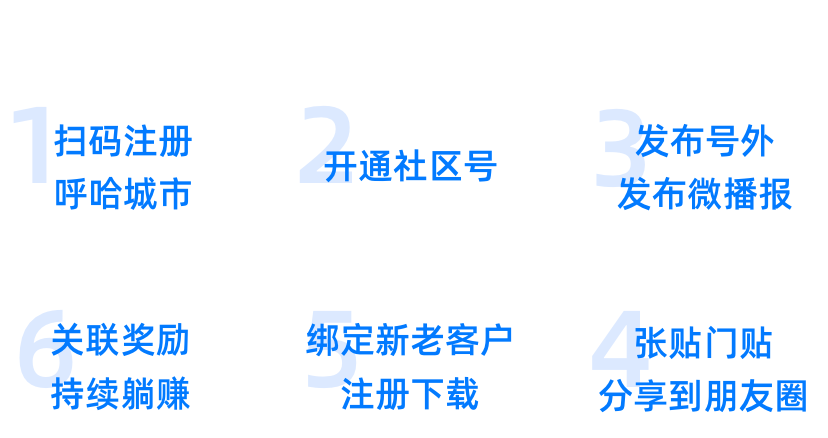 1
扫码注册
呼哈城市
2
开通社区号
3
发布号外
发布微播报
4
张贴门贴
分享到朋友圈
5
绑定新老客户
注册下载
6
关联奖励
持续躺赚